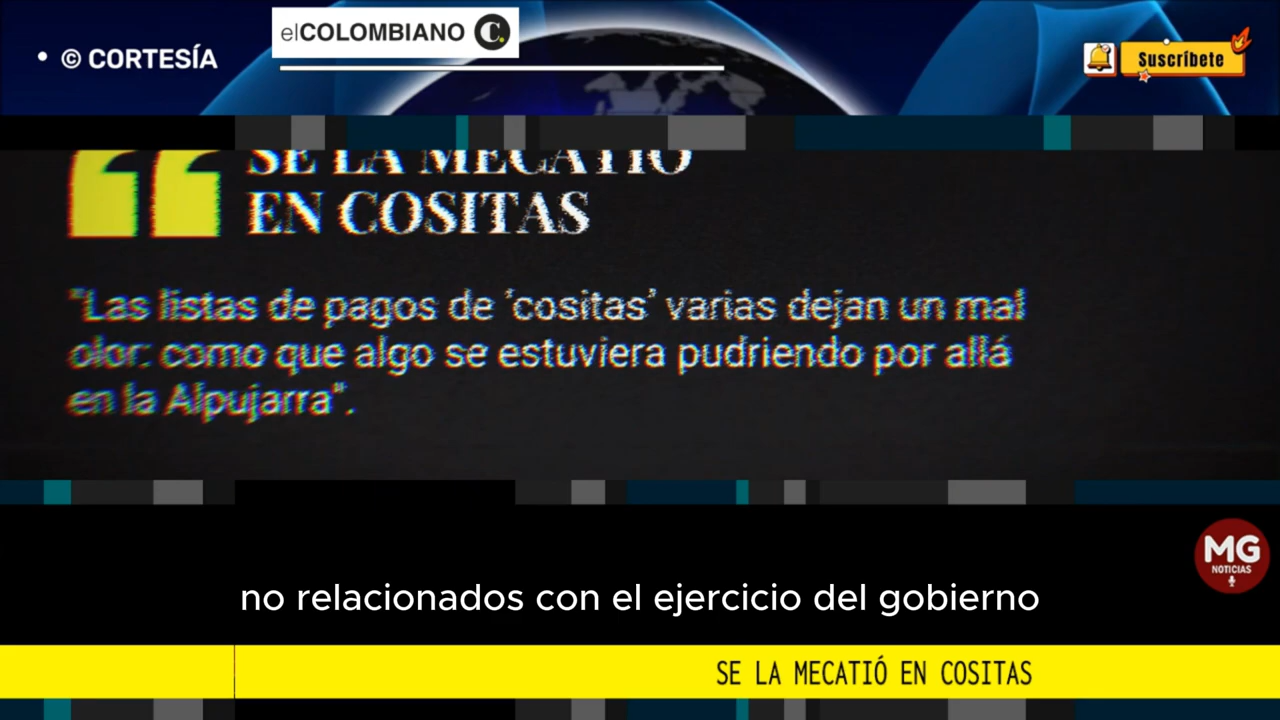 • © CORTESÍA
elCOLOMBIANO C.
Suscríbete
SE LA MECATIÓ
EN COSITAS
"Las listas de pagos de 'cositas' varias dejan un mal
olor: como que algo se estuviera pudriendo por allá
en la Alpujarra".
MG
NOTICIAS
no relacionados con el ejercicio del gobierno
SE LA MECATIÓ EN COSITAS